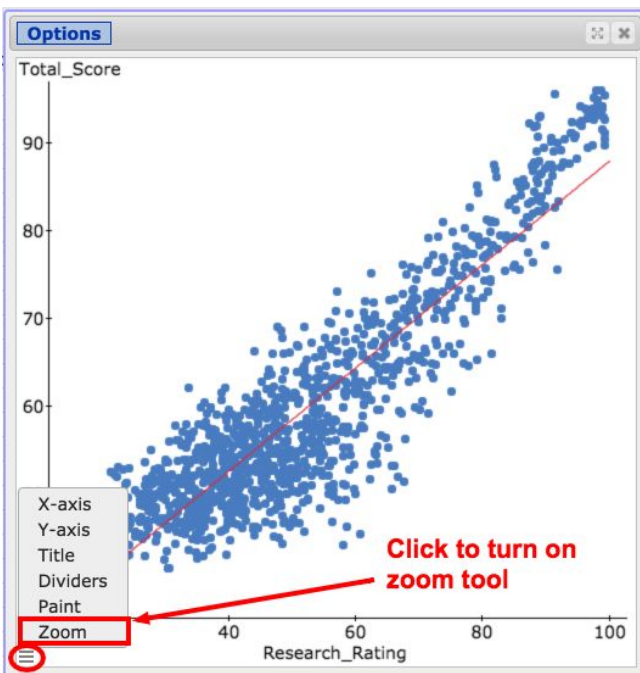 Options
Total_Score
90
80
70
60
X-axis
Y-axis
Title
Dividers
Paint
Zoom
Click to turn on
zoom tool
40 60 80 100
Research_Rating